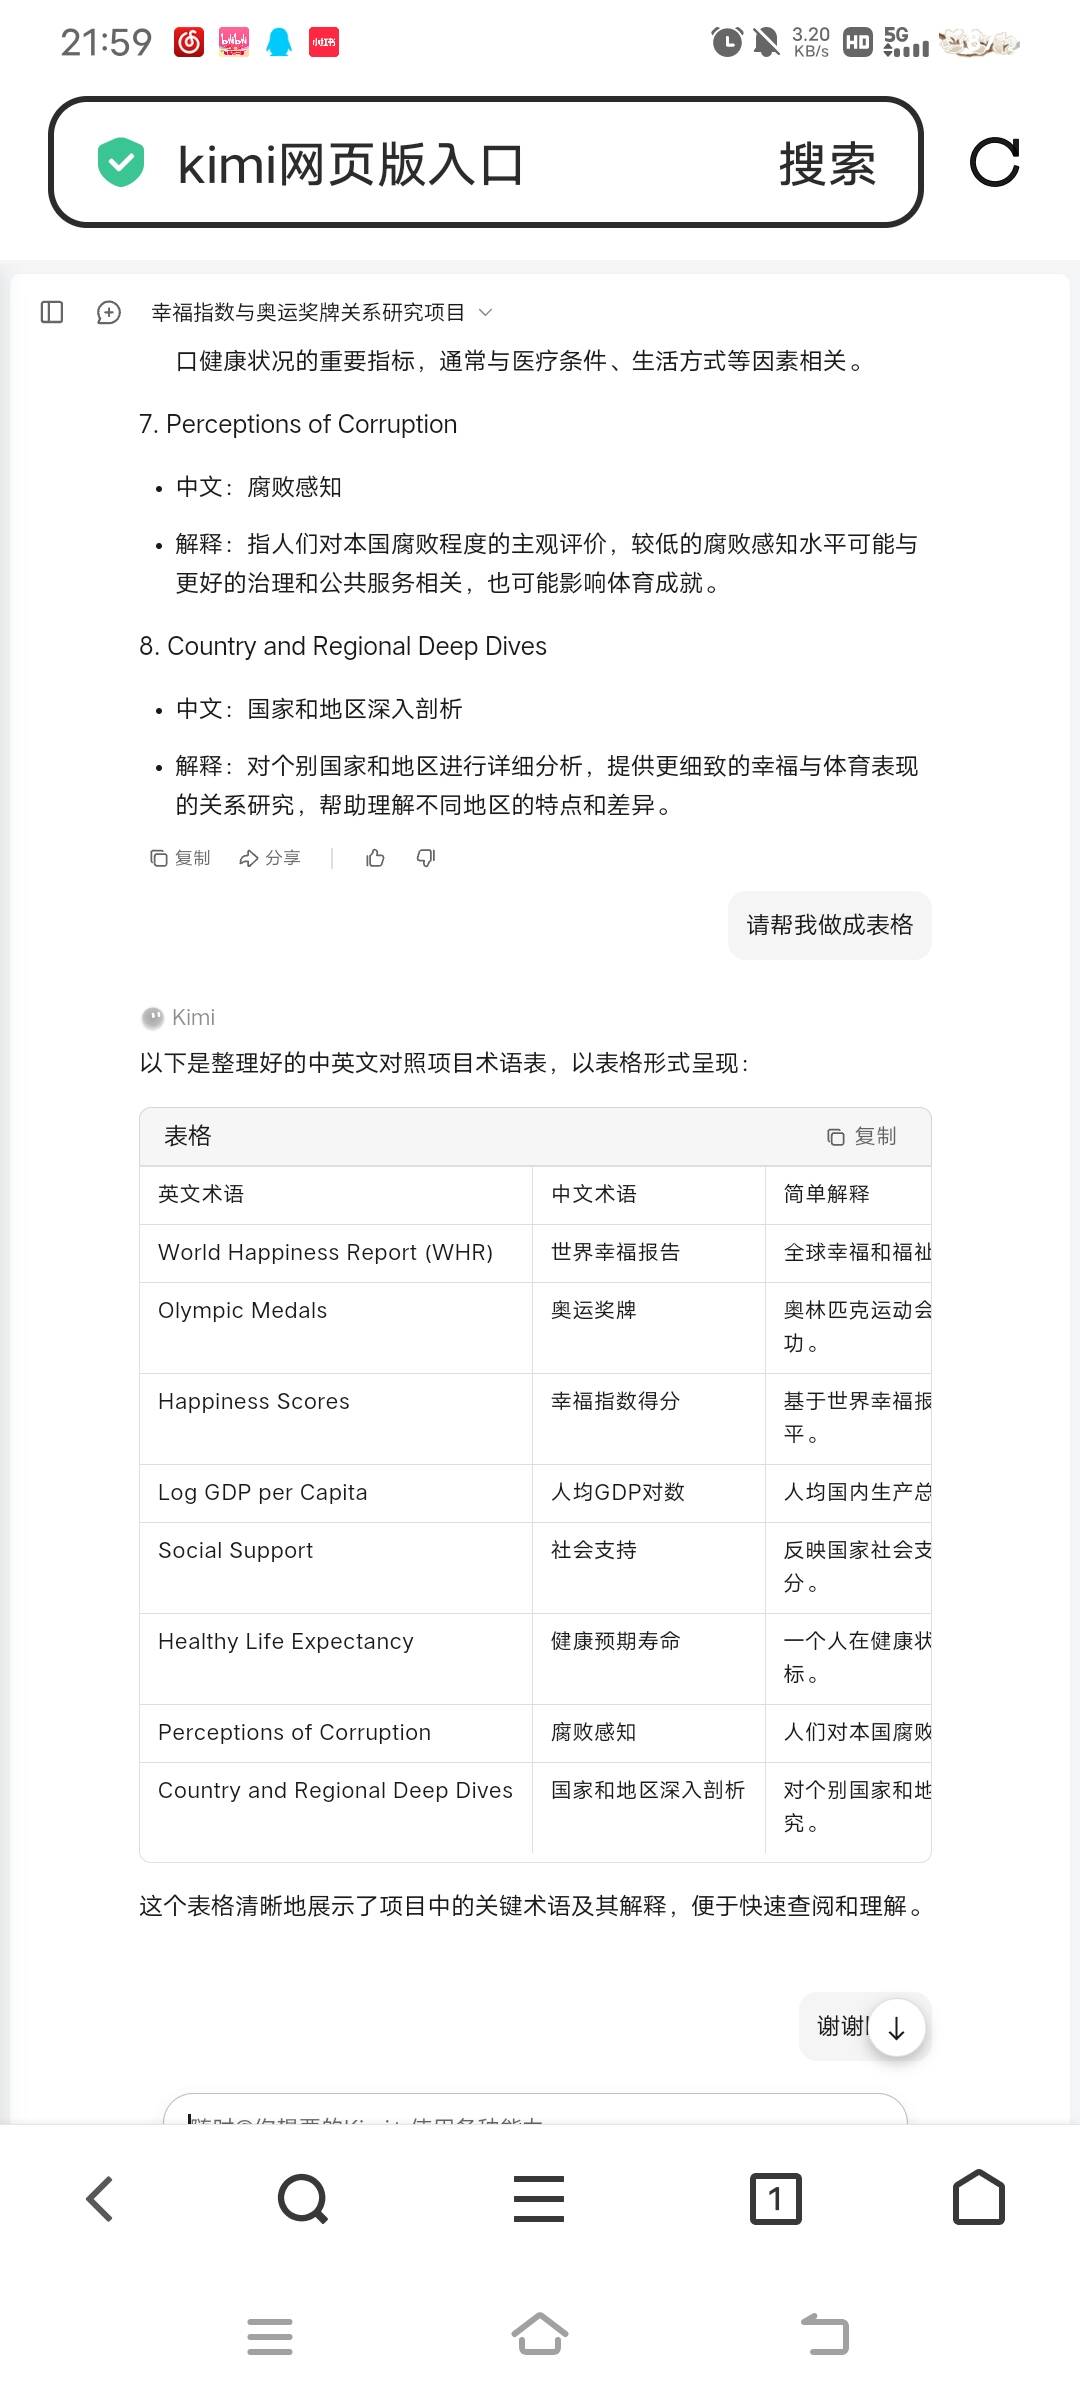 21:59
3.20
KB/s
HD
5G
kimi网页版入口
搜索
幸福指数与奥运奖牌关系研究项目
口健康状况的重要指标，通常与医疗条件、生活方式等因素相关。
7. Perceptions of Corruption
• 中文：腐败感知
• 解释：指人们对本国腐败程度的主观评价，较低的腐败感知水平可能与
更好的治理和公共服务相关，也可能影响体育成就。
8. Country and Regional Deep Dives
• 中文：国家和地区深入剖析
• 解释：对个别国家和地区进行详细分析，提供更细致的幸福与体育表现
的关系研究，帮助理解不同地区的特点和差异。
复制
分享
请帮我做成表格
Kimi
以下是整理好的中英文对照项目术语表，以表格形式呈现：
表格
复制
英文术语
中文术语
简单解释
World Happiness Report (WHR)
世界幸福报告
全球幸福和福祉
Olympic Medals
奥运奖牌
奥林匹克运动会
功。
Happiness Scores
幸福指数得分
基于世界幸福报
平。
Log GDP per Capita
人均GDP对数
人均国内生产总
Social Support
社会支持
反映国家社会支
分。
Healthy Life Expectancy
健康预期寿命
一个人在健康状
标。
Perceptions of Corruption
腐败感知
人们对本国腐败
Country and Regional Deep Dives
国家和地区深入剖析
对个别国家和地
究。
这个表格清晰地展示了项目中的关键术语及其解释，便于快速查阅和理解。
谢谢
1